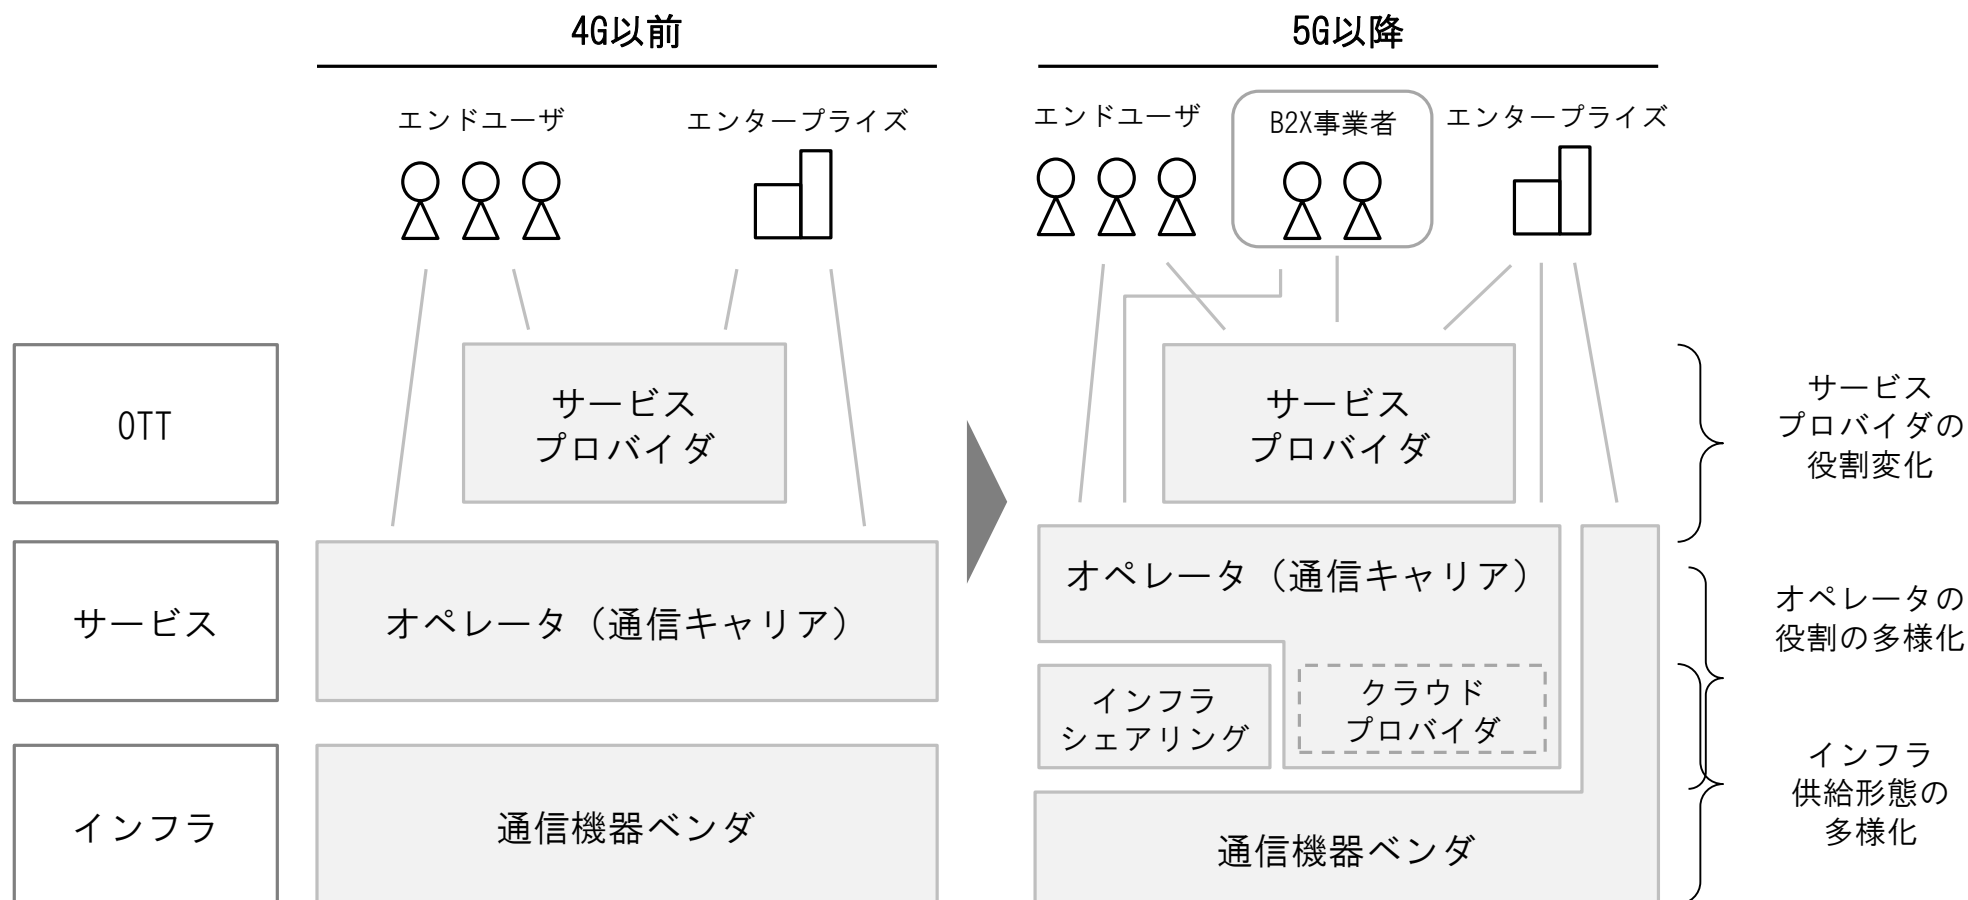 4G以前
5G以降
エンドユーザ
エンタープライズ
エンドユーザ
B2X事業者
エンタープライズ
OTT
サービス
プロバイダ
サービス
プロバイダ
サービス
プロバイダの
役割変化
サービス
オペレータ（通信キャリア）
オペレータ（通信キャリア）
インフラ
シェアリング
クラウド
プロバイダ
オペレータの
役割の多様化
インフラ
通信機器ベンダ
通信機器ベンダ
インフラ
供給形態の
多様化